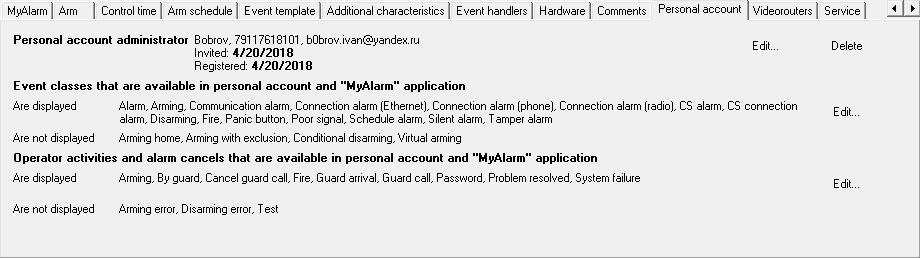 MyAlarm Arm Control time Arm schedule Event template Additional characteristics Event handlers Hardware Comments Personal account Videorouters Service
Personal account administrator Bobrov, 79117618101, b0brov.ivan@yandex.ru Edit... Delete
Invited: 4/20/2018
Registered: 4/20/2018
Event classes that are available in personal account and "MyAlarm" application
Are displayed Alarm, Arming, Communication alarm, Connection alarm (Ethernet), Connection alarm (phone), Connection alarm (radio), CS alarm, CS connection
alarm, Disarming, Fire, Panic button, Poor signal, Schedule alarm, Silent alarm, Tamper alarm Edit...
Are not displayed Arming home, Arming with exclusion, Conditional disarming, Virtual arming
Operator activities and alarm cancels that are available in personal account and "MyAlarm" application
Are displayed Arming, By guard, Cancel guard call, Fire, Guard arrival, Guard call, Password, Problem resolved, System failure Edit...
Are not displayed Arming error, Disarming error, Test